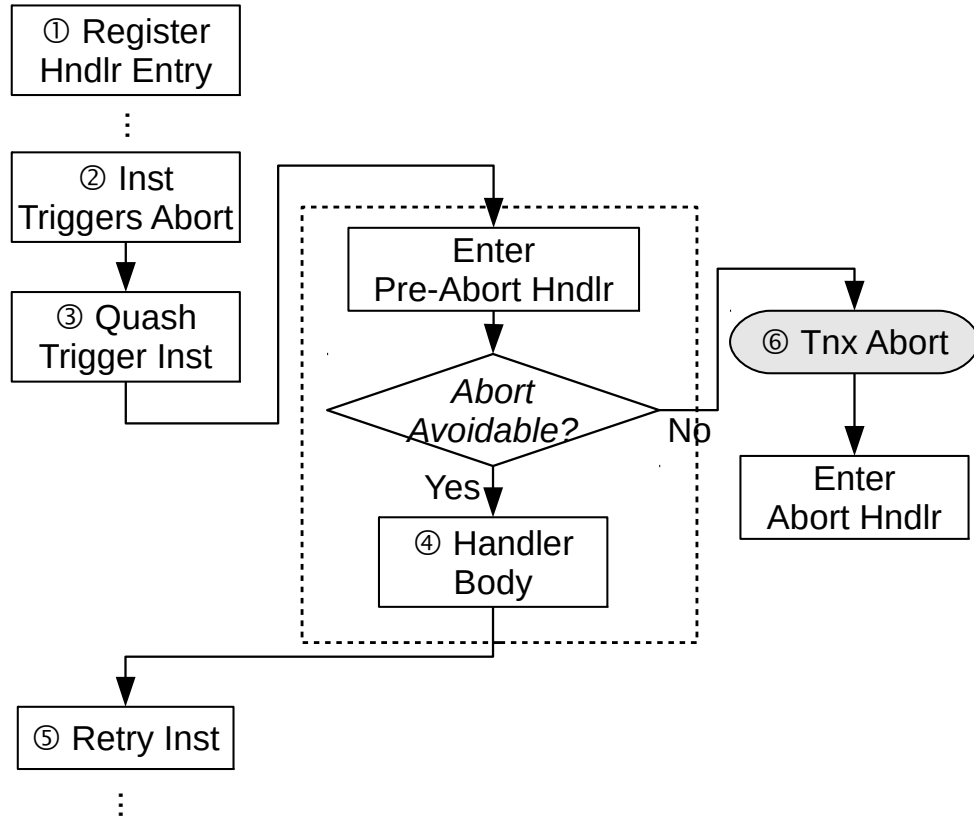 ① Register
Hndlr Entry
⋮
② Inst
Triggers Abort
③ Quash
Trigger Inst
Enter
Pre-Abort Hndlr
Abort
Avoidable?
Yes
No
④ Handler
Body
⑤ Retry Inst
⋮
⑥ Tnx Abort
Enter
Abort Hndlr